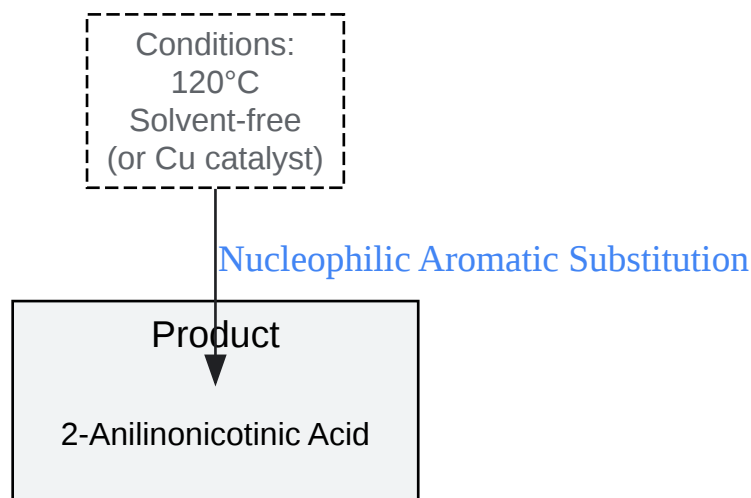 Conditions:
120°C
Solvent-free
(or Cu catalyst)
Nucleophilic Aromatic Substitution
Product
2-Anilinonicotinic Acid